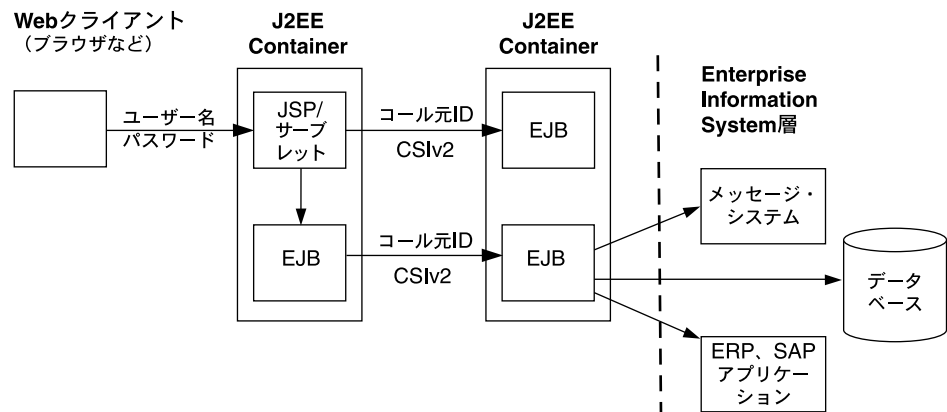 Webクライアント
（ブラウザなど）
J2EE
Container
J2EE
Container
Enterprise
Information
System層
ユーザー名
パスワード
JSP/
サーブ
レット
コール元ID
CSIv2
EJB
EJB
コール元ID
CSIv2
EJB
メッセージ・
システム
データ
ベース
ERP、SAP
アプリケー
ション